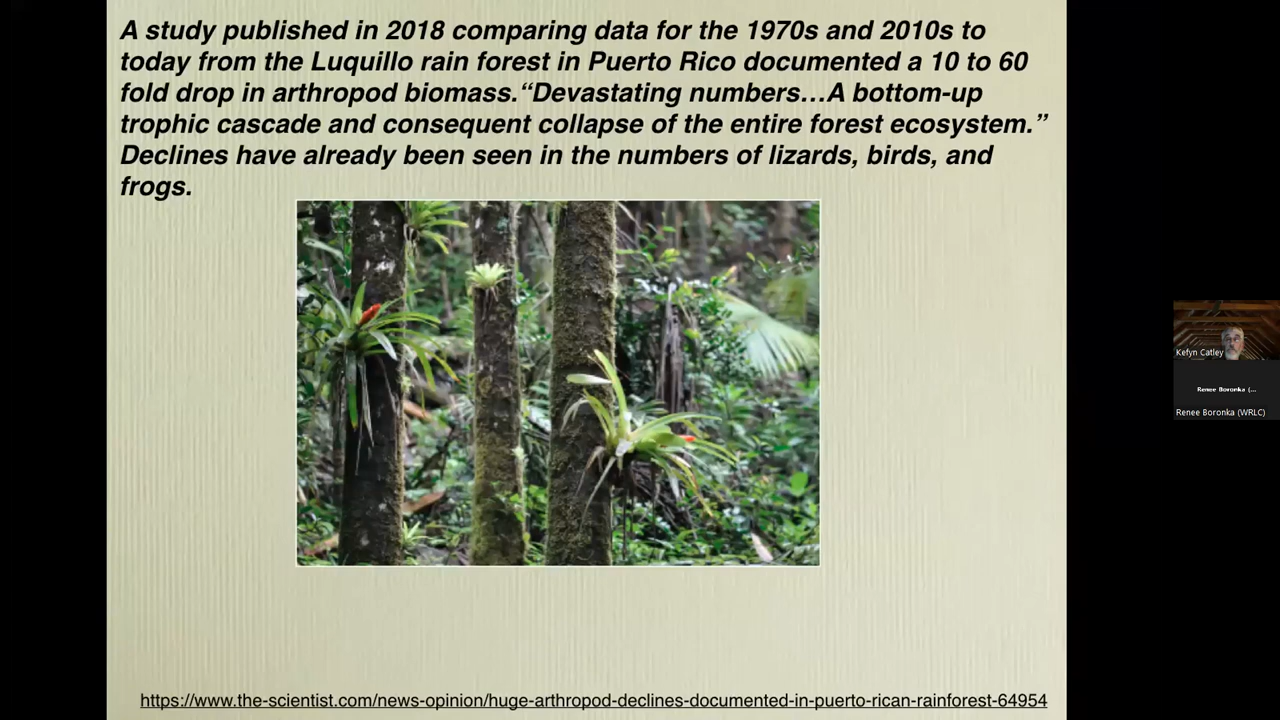 A study published in 2018 comparing data for the 1970s and 2010s to
today from the Luquillo rain forest in Puerto Rico documented a 10 to 60
fold drop in arthropod biomass.“Devastating numbers…A bottom-up
trophic cascade and consequent collapse of the entire forest ecosystem.”
Declines have already been seen in the numbers of lizards, birds, and
frogs.
Kefyn Catley
Renee Boronka (...
Renee Boronka (WRLC)
https://www.the-scientist.com/news-opinion/huge-arthropod-declines-documented-in-puerto-rican-rainforest-64954